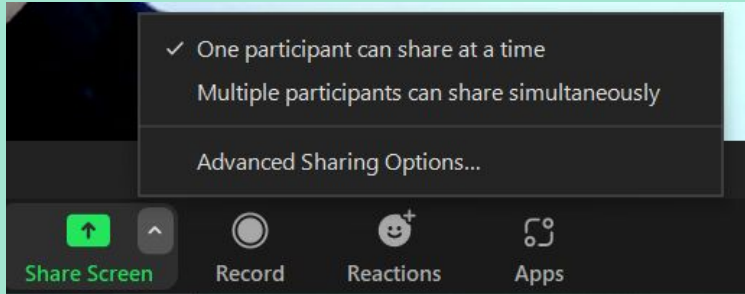 One participant can share at a time
Multiple participants can share simultaneously
Advanced Sharing Options...
Share Screen
Record
Reactions
Apps